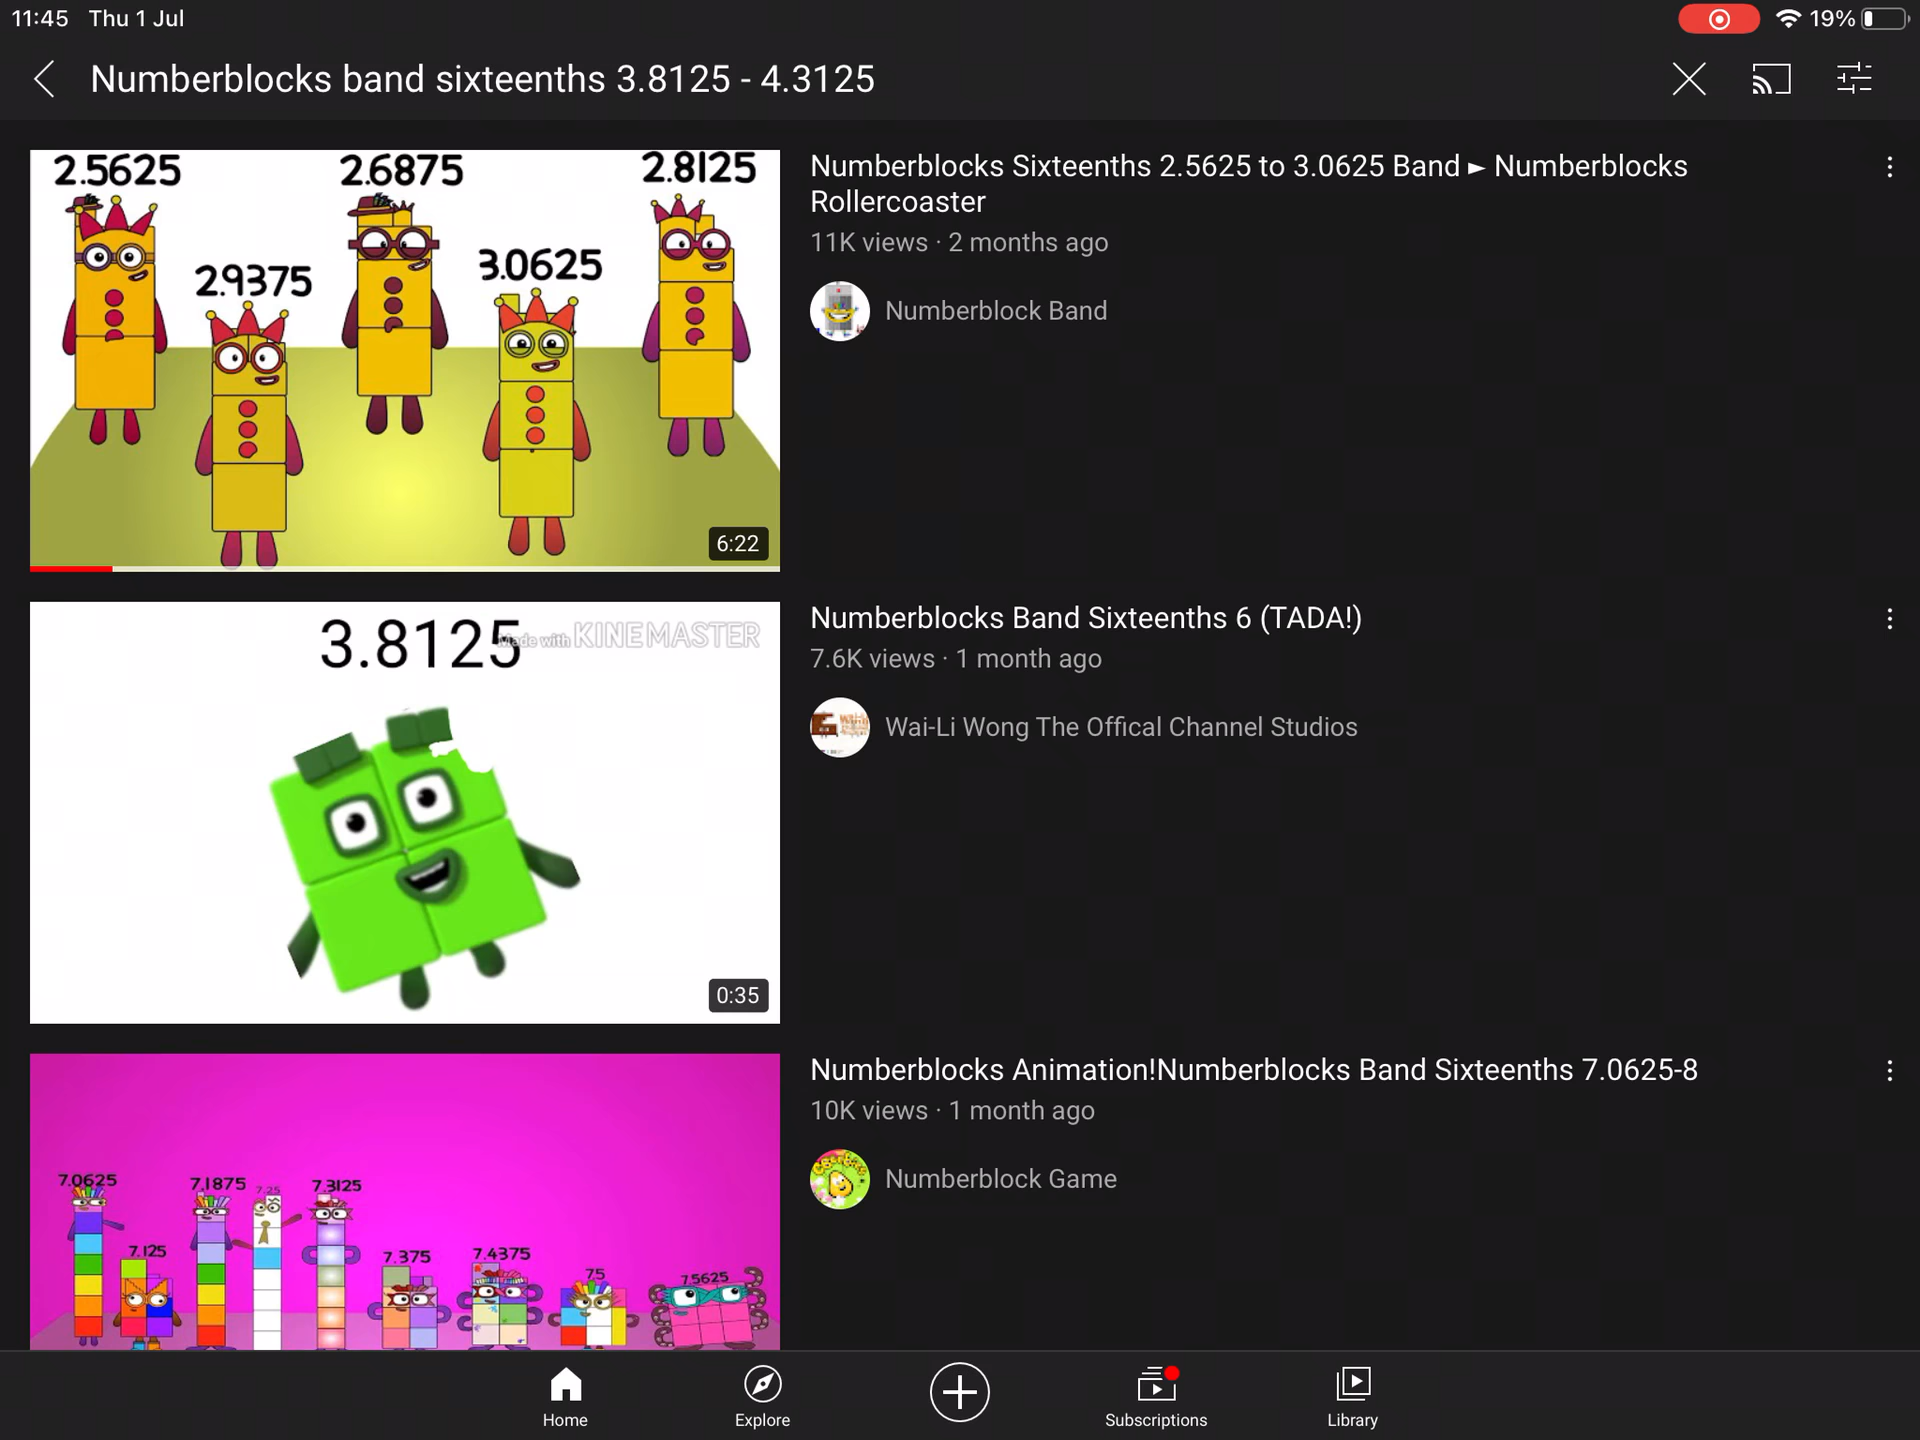 11:45 Thu 1 Jul
19%
Numberblocks band sixteenths 3.8125 - 4.3125
2.5625
2.6875
2.8125
2.9375
3.0625
6:22
Numberblocks Sixteenths 2.5625 to 3.0625 Band ► Numberblocks
Rollercoaster
11K views · 2 months ago
Numberblock Band
3.8125
Made with KINEMASTER
0:35
Numberblocks Band Sixteenths 6 (TADA!)
7.6K views · 1 month ago
Wai-Li Wong The Offical Channel Studios
7.0625
7.125
7.1875
7.25
7.3125
7.375
7.4375
7.5
7.5625
Numberblocks Animation!Numberblocks Band Sixteenths 7.0625-8
10K views · 1 month ago
Numberblock Game
Home
Explore
Subscriptions
Library